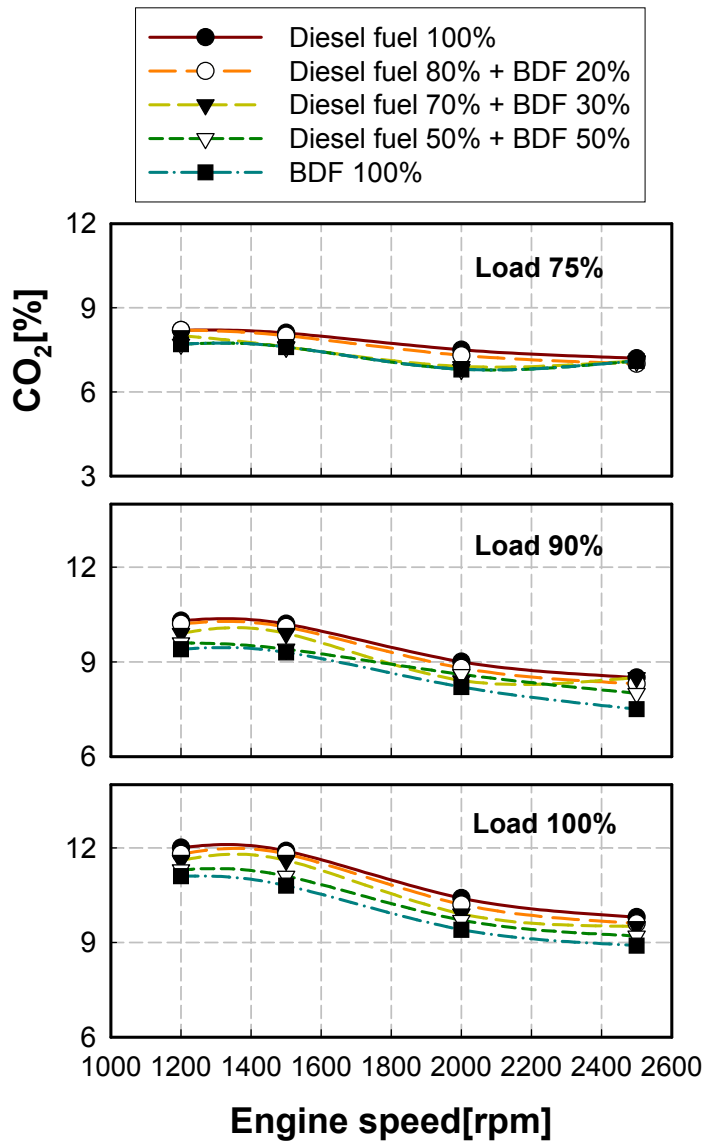 Diesel fuel 100%
Diesel fuel 80% + BDF 20%
Diesel fuel 70% + BDF 30%
Diesel fuel 50% + BDF 50%
BDF 100%
12
Load 75%
9
CO₂[%]
6
3
Load 90%
12
9
6
Load 100%
12
9
6
1000 1200 1400 1600 1800 2000 2200 2400 2600
Engine speed[rpm]